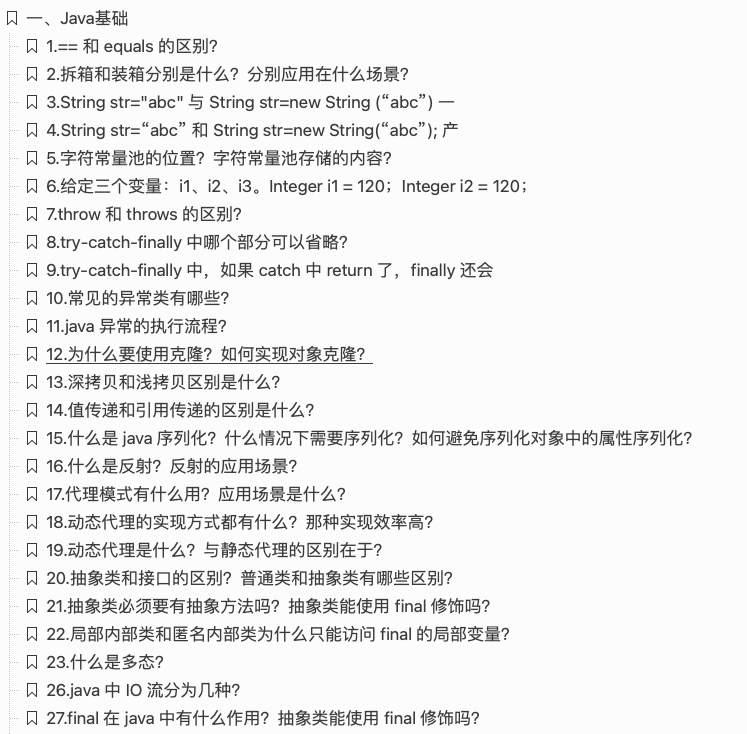 一、Java基础
1.== 和 equals 的区别?
2.拆箱和装箱分别是什么？分别应用在什么场景?
3.String str="abc" 与 String str=new String (“abc”) 一
4.String str=“abc” 和 String str=new String(“abc”); 产
5.字符常量池的位置？字符常量池存储的内容?
6.给定三个变量：i1、i2、i3。Integer i1 = 120；Integer i2 = 120；
7.throw 和 throws 的区别?
8.try-catch-finally 中哪个部分可以省略?
9.try-catch-finally 中，如果 catch 中 return 了，finally 还会
10.常见的异常类有哪些?
11.java 异常的执行流程?
12.为什么要使用克隆？如何实现对象克隆？
13.深拷贝和浅拷贝区别是什么?
14.值传递和引用传递的区别是什么?
15.什么是 java 序列化？什么情况下需要序列化？如何避免序列化对象中的属性序列化?
16.什么是反射？反射的应用场景?
17.代理模式有什么用？应用场景是什么?
18.动态代理的实现方式都有什么？那种实现效率高?
19.动态代理是什么？与静态代理的区别在于?
20.抽象类和接口的区别？普通类和抽象类有哪些区别?
21.抽象类必须要有抽象方法吗？抽象类能使用 final 修饰吗?
22.局部内部类和匿名内部类为什么只能访问 final 的局部变量?
23.什么是多态?
26.java 中 IO 流分为几种?
27.final 在 java 中有什么作用？抽象类能使用 final 修饰吗?